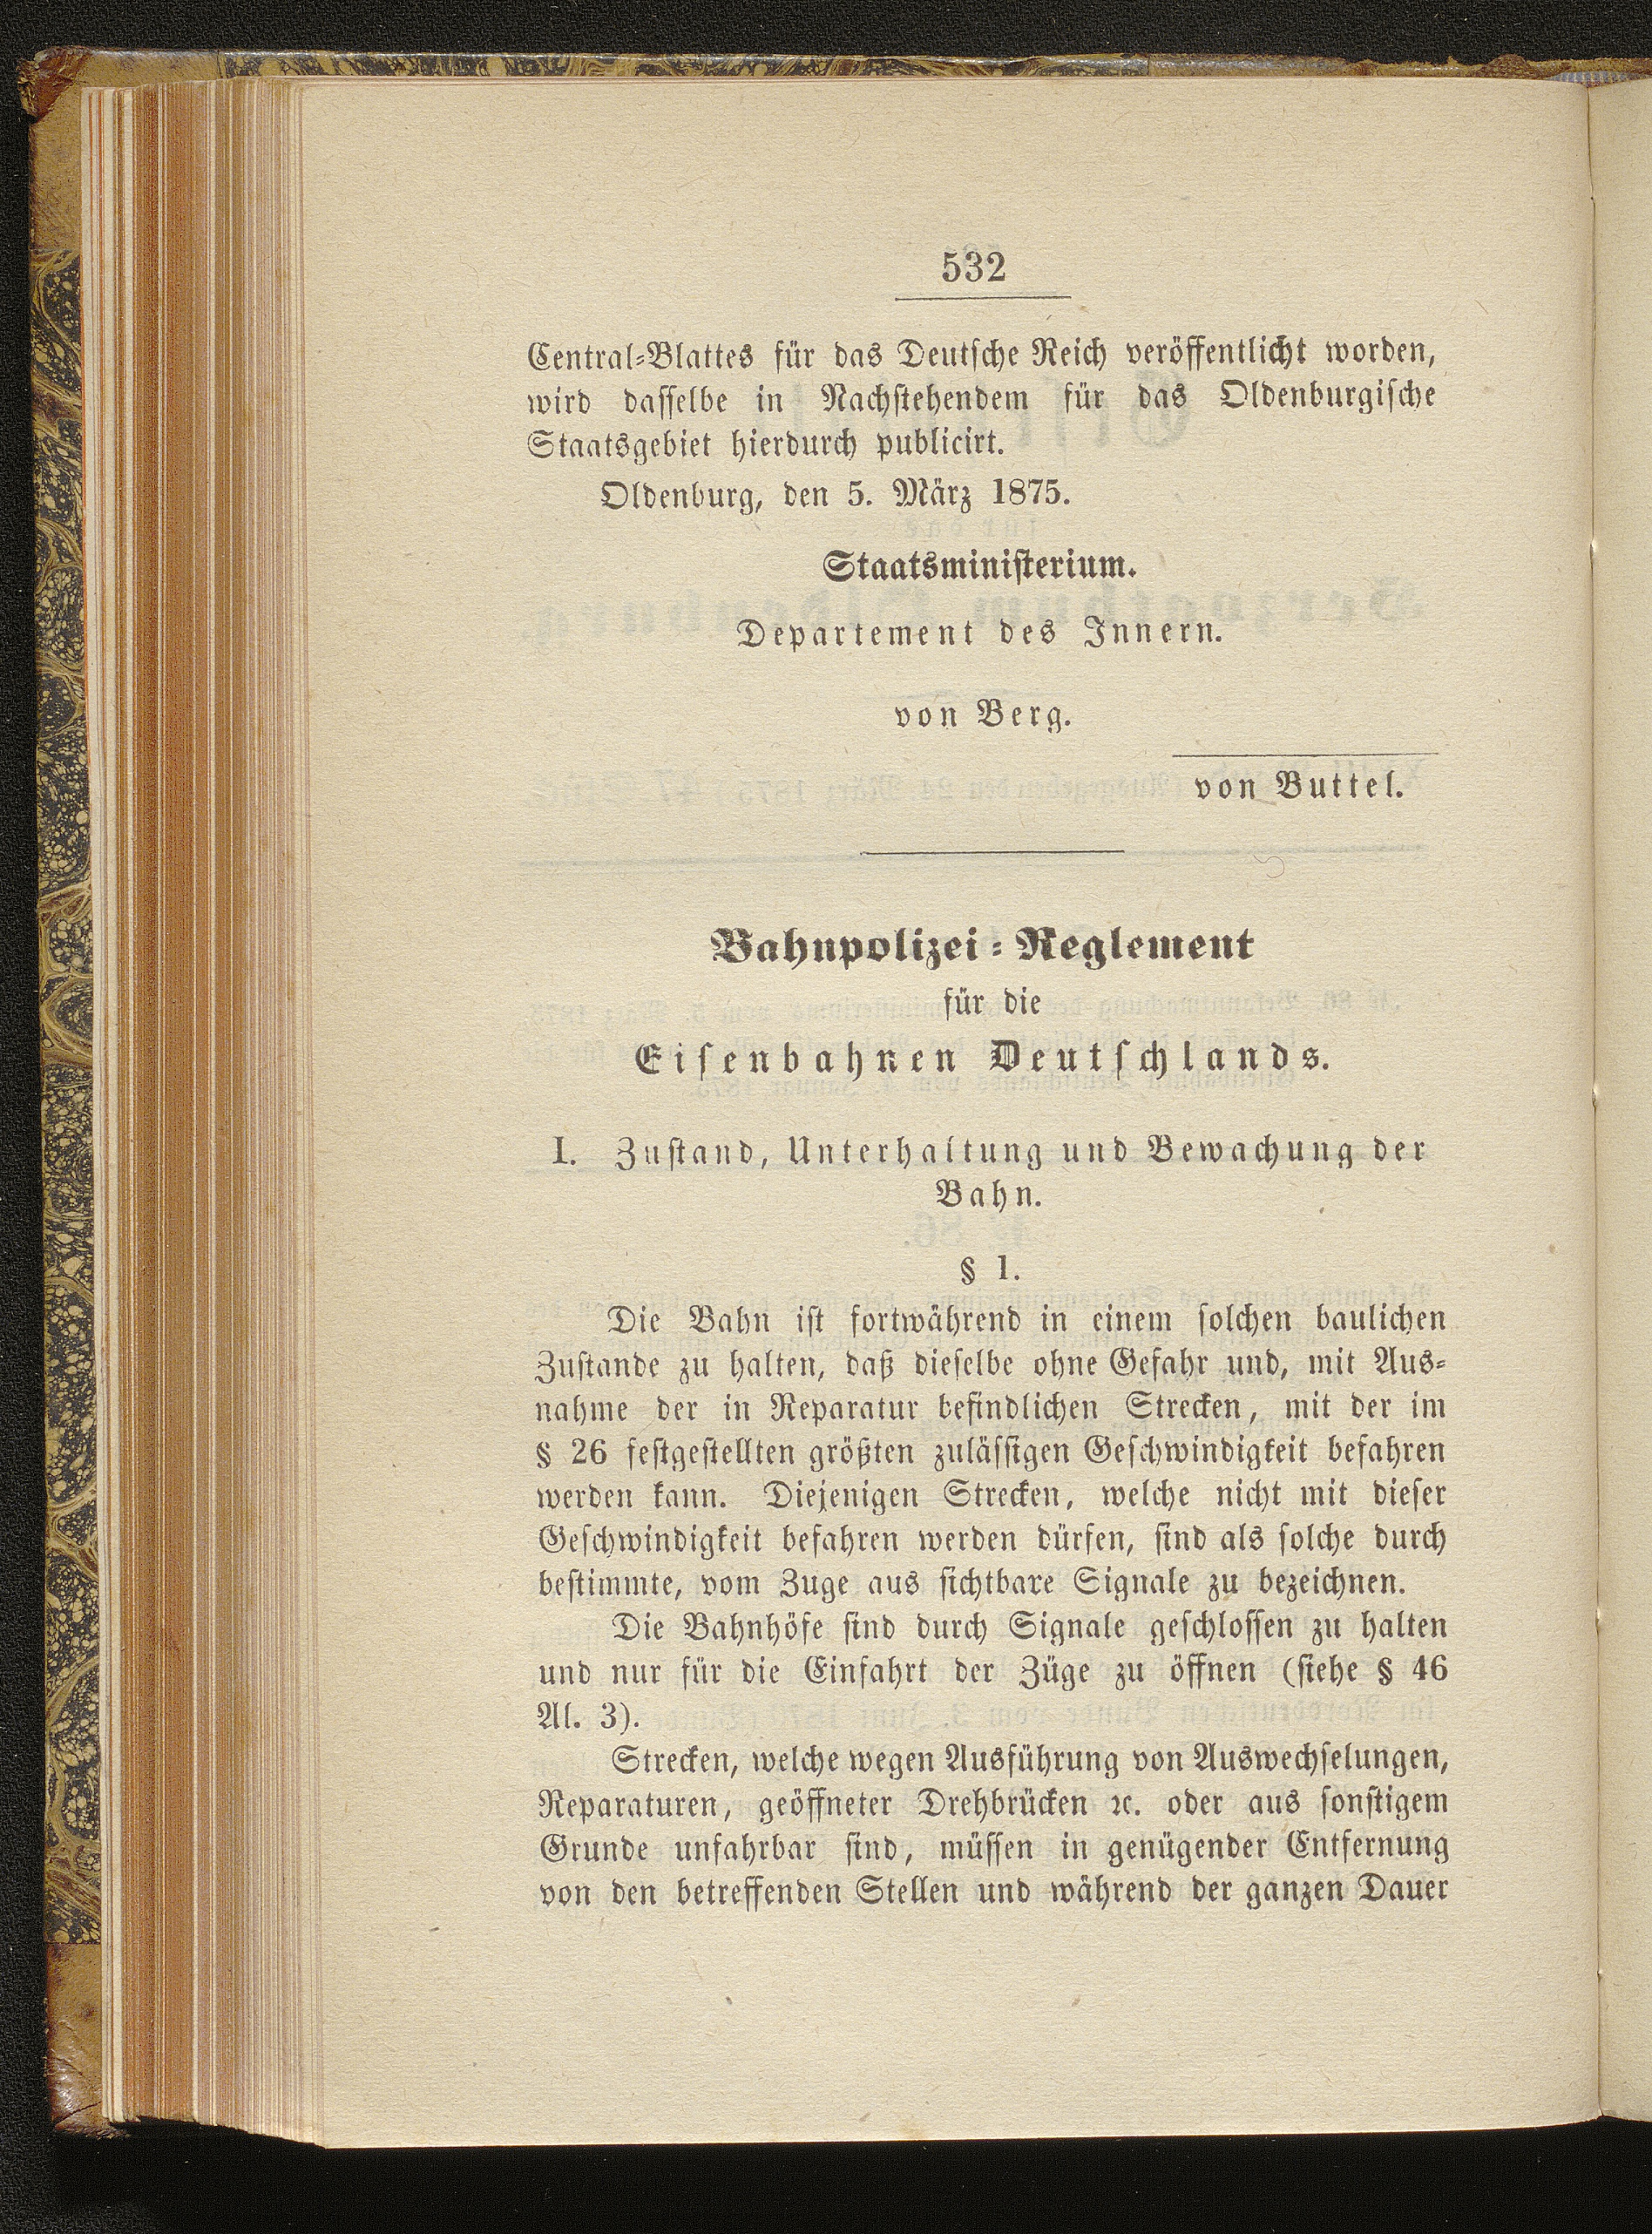 532
Central-Blattes für das Deutsche Reich veröffentlicht worden,
wird dasselbe in Nachstehendem für das Oldenburgische
Staatsgebiet hierdurch publicirt.
Oldenburg, den 5. März 1875.
Staatsministerium.
Departement des Innern.
von Berg.
von Buttel.
Bahnpolizei-Reglement
für die
Eisenbahnen Deutschlands.
I. Zustand, Unterhaltung und Bewachung der
Bahn.
§ 1.
Die Bahn ist fortwährend in einem solchen baulichen
Zustande zu halten, daß dieselbe ohne Gefahr und, mit Aus-
nahme der in Reparatur befindlichen Strecken, mit der im
§ 26 festgestellten größten zulässigen Geschwindigkeit befahren
werden kann. Diejenigen Strecken, welche nicht mit dieser
Geschwindigkeit befahren werden dürfen, sind als solche durch
bestimmte, vom Zuge aus sichtbare Signale zu bezeichnen.
Die Bahnhöfe sind durch Signale geschlossen zu halten
und nur für die Einfahrt der Züge zu öffnen (siehe § 46
Al. 3).
Strecken, welche wegen Ausführung von Auswechselungen,
Reparaturen, geöffneter Drehbrücken ꝛc. oder aus sonstigem
Grunde unfahrbar sind, müssen in genügender Entfernung
von den betreffenden Stellen und während der ganzen Dauer